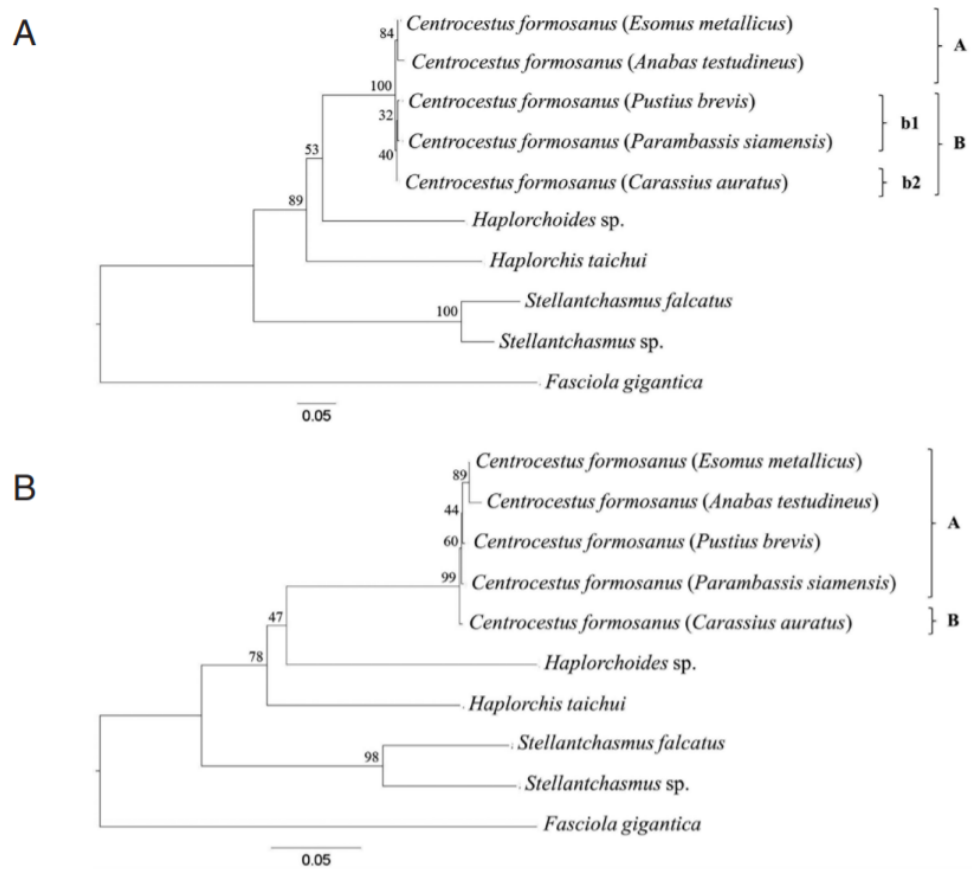 A
84
Centrocestus formosanus (Esomus metallicus)
A
Centrocestus formosanus (Anabas testudineus)
100
Centrocestus formosanus (Pustius brevis)
32
b1
Centrocestus formosanus (Parambassis siamensis)
B
53
40
Centrocestus formosanus (Carassius auratus)
b2
89
Haplorchoides sp.
Haplorchis taichui
Stellantchasmus falcatus
100
Stellantchasmus sp.
Fasciola gigantica
0.05
B
Centrocestus formosanus (Esomus metallicus)
89
Centrocestus formosanus (Anabas testudineus)
44
A
Centrocestus formosanus (Pustius brevis)
60
Centrocestus formosanus (Parambassis siamensis)
99
Centrocestus formosanus (Carassius auratus)
B
47
78
Haplorchoides sp.
Haplorchis taichui
Stellantchasmus falcatus
98
Stellantchasmus sp.
Fasciola gigantica
0.05